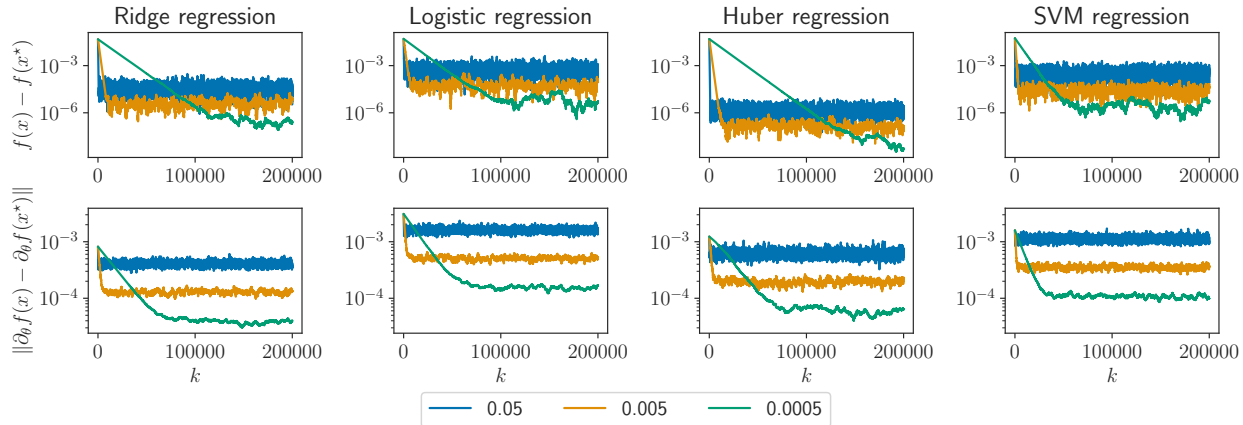 Ridge regression Logistic regression Huber regression SVM regression
f(x) − f(x⋆)
10⁻³ 10⁻³ 10⁻³ 10⁻³
10⁻⁶ 10⁻⁶ 10⁻⁶ 10⁻⁶
0 100000 200000 0 100000 200000 0 100000 200000 0 100000 200000
‖∂θf(x) − ∂θf(x⋆)‖
10⁻³ 10⁻³ 10⁻³ 10⁻³
10⁻⁴ 10⁻⁴ 10⁻⁴ 10⁻⁴
0 100000 200000 0 100000 200000 0 100000 200000 0 100000 200000
k k k k
0.05 0.005 0.0005